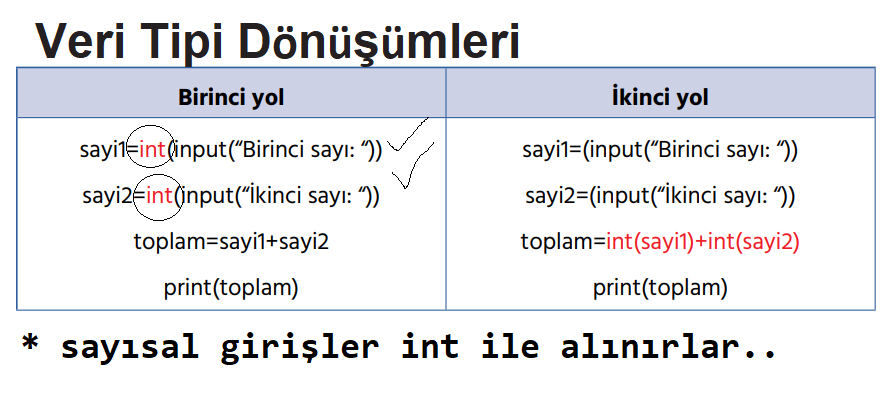 Veri Tipi Dönüşümleri
Birinci yol
sayi1=int(input(“Birinci sayı: “))
sayi2=int(input(“İkinci sayı: “))
toplam=sayi1+sayi2
print(toplam)
İkinci yol
sayi1=(input(“Birinci sayı: “))
sayi2=(input(“İkinci sayı: “))
toplam=int(sayi1)+int(sayi2)
print(toplam)
* sayısal girişler int ile alınırlar..